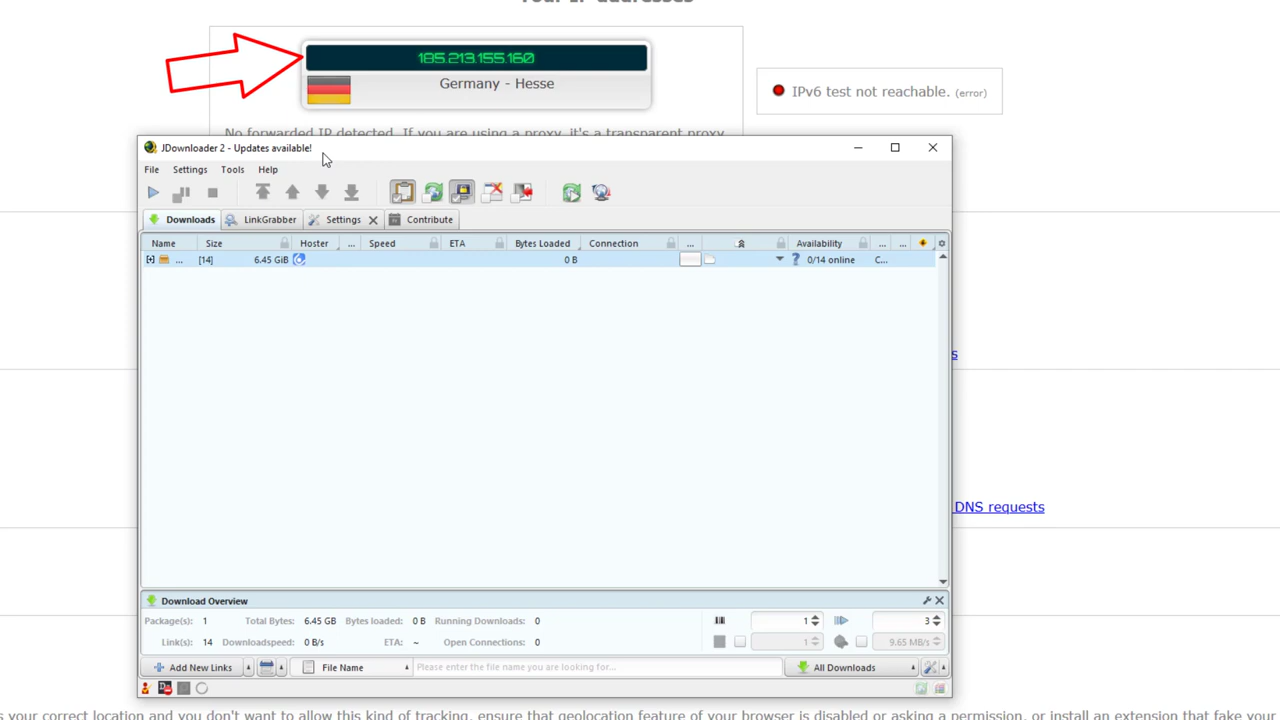 Your IP addresses
185.213.155.160
Germany - Hesse
IPv6 test not reachable. (error)
No forwarded IP detected. If you are using a proxy, it's a transparent proxy.
JDownloader 2 - Updates available!
File Settings Tools Help
Downloads LinkGrabber Settings Contribute
Name Size Hoster ... Speed ETA Bytes Loaded Connection ... Availability ... ...
... [14] 6.45 GiB 0 B 0/14 online C...
s
DNS requests
Download Overview
Package(s): 1 Total Bytes: 6.45 GB Bytes loaded: 0 B Running Downloads: 0 1 3
Link(s): 14 Downloadspeed: 0 B/s ETA: ~ Open Connections: 0 1 9.65 MB/s
Add New Links File Name Please enter the file name you are looking for... All Downloads
s your correct location and you don't want to allow this kind of tracking, ensure that geolocation feature of your browser is disabled or asking a permission, or install an extension that fake your